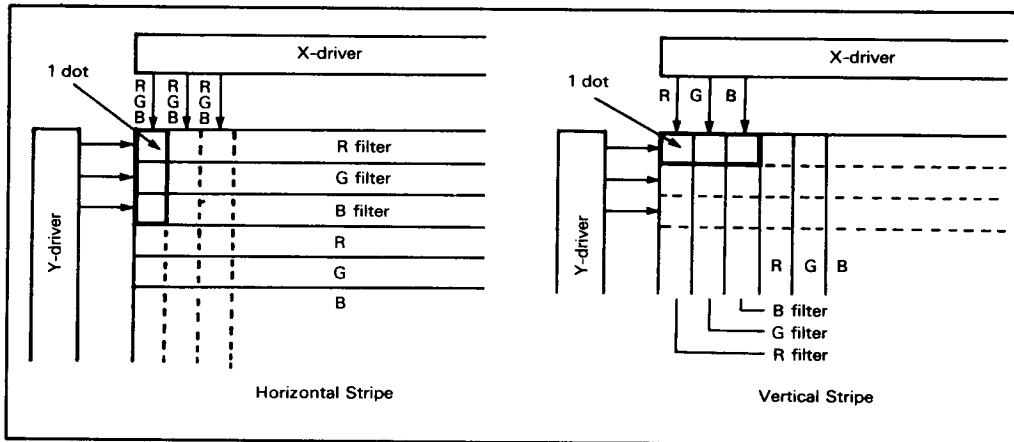 X-driver
1 dot
R R R
G G G
B B B
Y-driver
R filter
G filter
B filter
R
G
B
Horizontal Stripe
X-driver
1 dot
R G B
Y-driver
R G B
B filter
G filter
R filter
Vertical Stripe